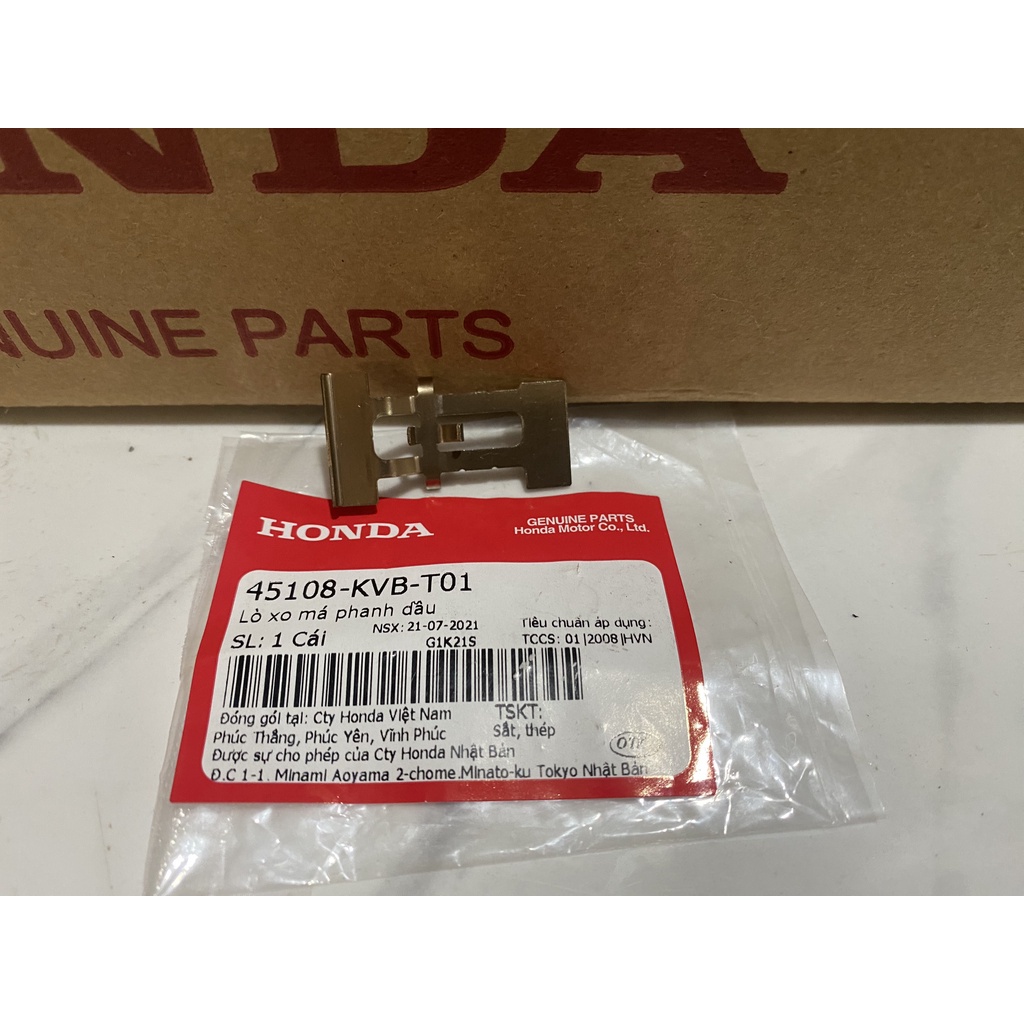 NDA
NUINE PARTS
HONDA
GENUINE PARTS
Honda Motor Co., Ltd.
45108-KVB-T01
Lò xo má phanh dầu
NSX: 21-07-2021
Tiêu chuẩn áp dụng:
SL: 1 Cái
G1K21S
TCCS: 01|2008|HVN
Đóng gói tại: Cty Honda Việt Nam
TSKT:
Phúc Thắng, Phúc Yên, Vĩnh Phúc
Sắt, thép
Được sự cho phép của Cty Honda Nhật Bản
Đ.C 1-1. Minami Aoyama 2-chome.Minato-ku Tokyo Nhật Bản